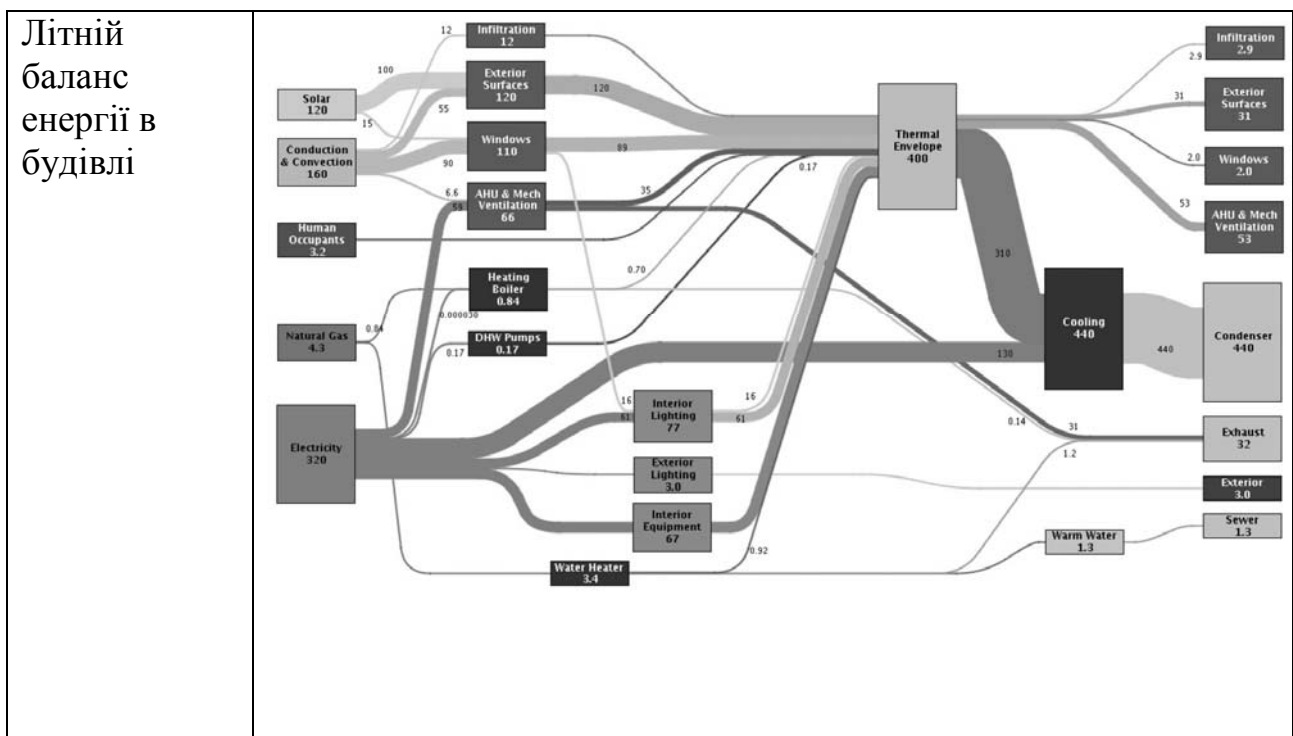 Літній
баланс
енергії в
будівлі
12
Infiltration
12
100
Exterior
Surfaces
120
120
Solar
120
55
15
Windows
110
89
Conduction
& Convection
160
90
6.6
59
AHU & Mech
Ventilation
66
35
0.17
Human
Occupants
3.2
0.70
Heating
Boiler
0.84
0.000030
Natural Gas
4.3
0.84
0.17
DHW Pumps
0.17
Electricity
320
16
61
Interior
Lighting
77
16
61
Exterior
Lighting
3.0
Interior
Equipment
67
0.92
Water Heater
3.4
Thermal
Envelope
400
310
130
Cooling
440
440
0.14
31
1.2
Warm Water
1.3
2.9
Infiltration
2.9
31
Exterior
Surfaces
31
2.0
Windows
2.0
53
AHU & Mech
Ventilation
53
Condenser
440
Exhaust
32
Exterior
3.0
Sewer
1.3